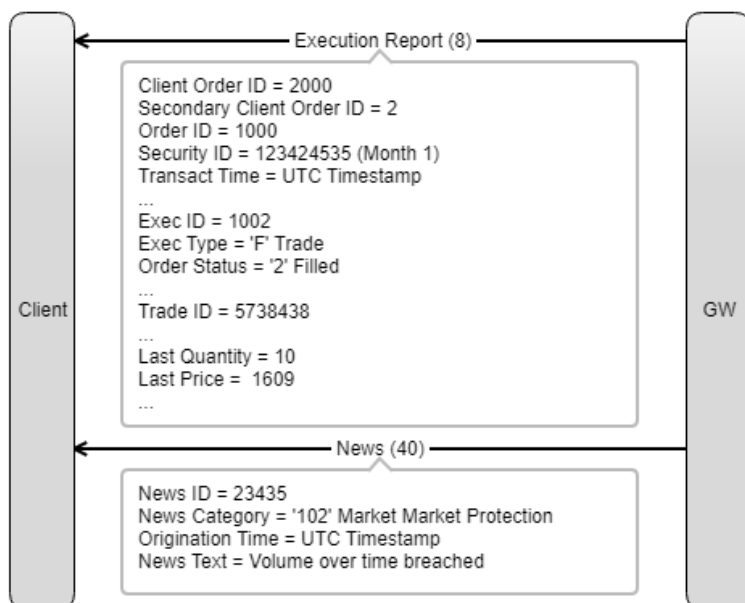 Execution Report (8)
Client Order ID = 2000
Secondary Client Order ID = 2
Order ID = 1000
Security ID = 123424535 (Month 1)
Transact Time = UTC Timestamp
...
Exec ID = 1002
Exec Type = 'F' Trade
Order Status = '2' Filled
...
Client
Trade ID = 5738438
GW
...
Last Quantity = 10
Last Price =  1609
...
News (40)
News ID = 23435
News Category = '102' Market Market Protection
Origination Time = UTC Timestamp
News Text = Volume over time breached